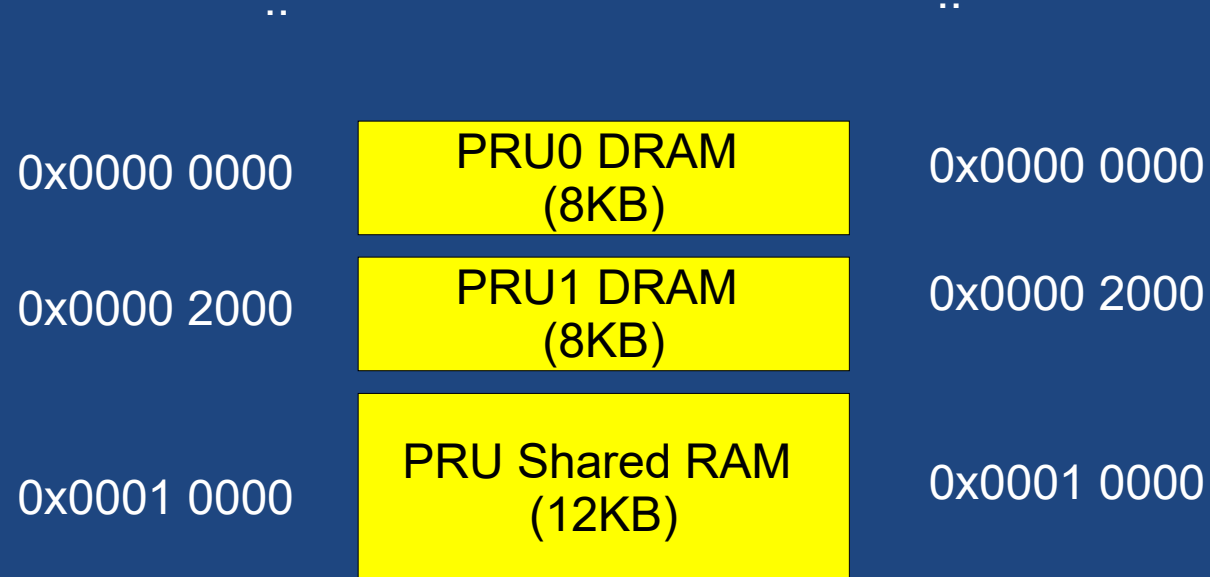 ..
..
0x0000 0000
PRU0 DRAM
(8KB)
0x0000 0000
0x0000 2000
PRU1 DRAM
(8KB)
0x0000 2000
0x0001 0000
PRU Shared RAM
(12KB)
0x0001 0000